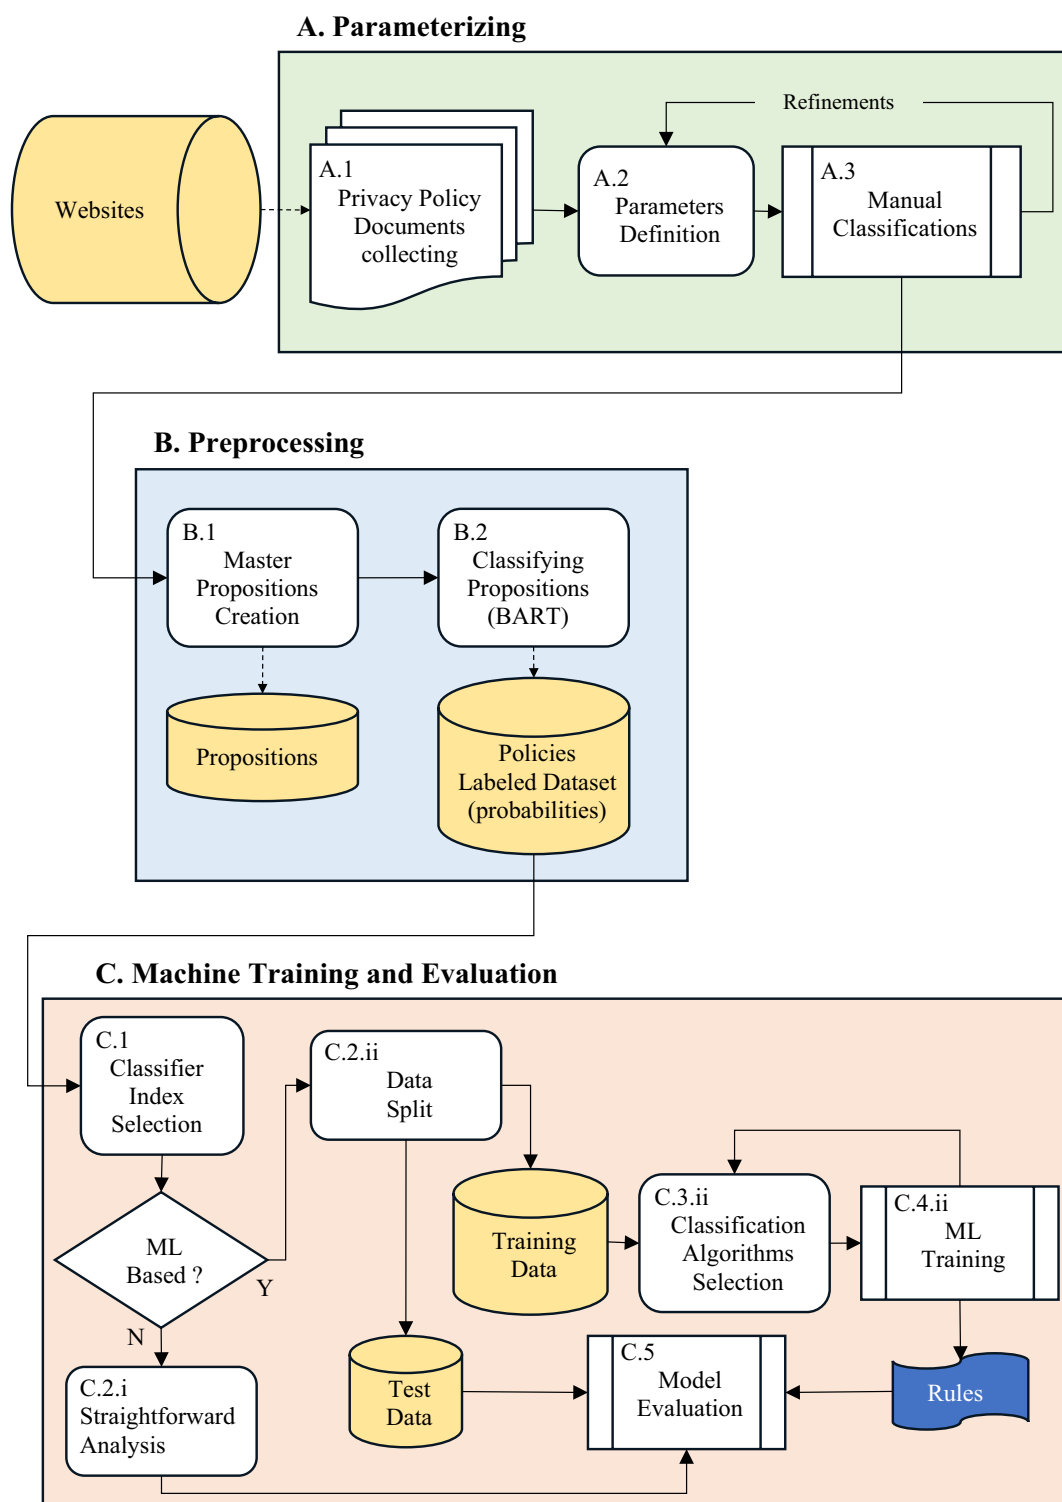 A. Parameterizing
Refinements
Websites
A.1
Privacy Policy
Documents
collecting
A.2
Parameters
Definition
A.3
Manual
Classifications
B. Preprocessing
B.1
Master
Propositions
Creation
B.2
Classifying
Propositions
(BART)
Propositions
Policies
Labeled Dataset
(probabilities)
C. Machine Training and Evaluation
C.1
Classifier
Index
Selection
C.2.ii
Data
Split
ML
Based ?
Y
N
Training
Data
C.3.ii
Classification
Algorithms
Selection
C.4.ii
ML
Training
C.2.i
Straightforward
Analysis
Test
Data
C.5
Model
Evaluation
Rules